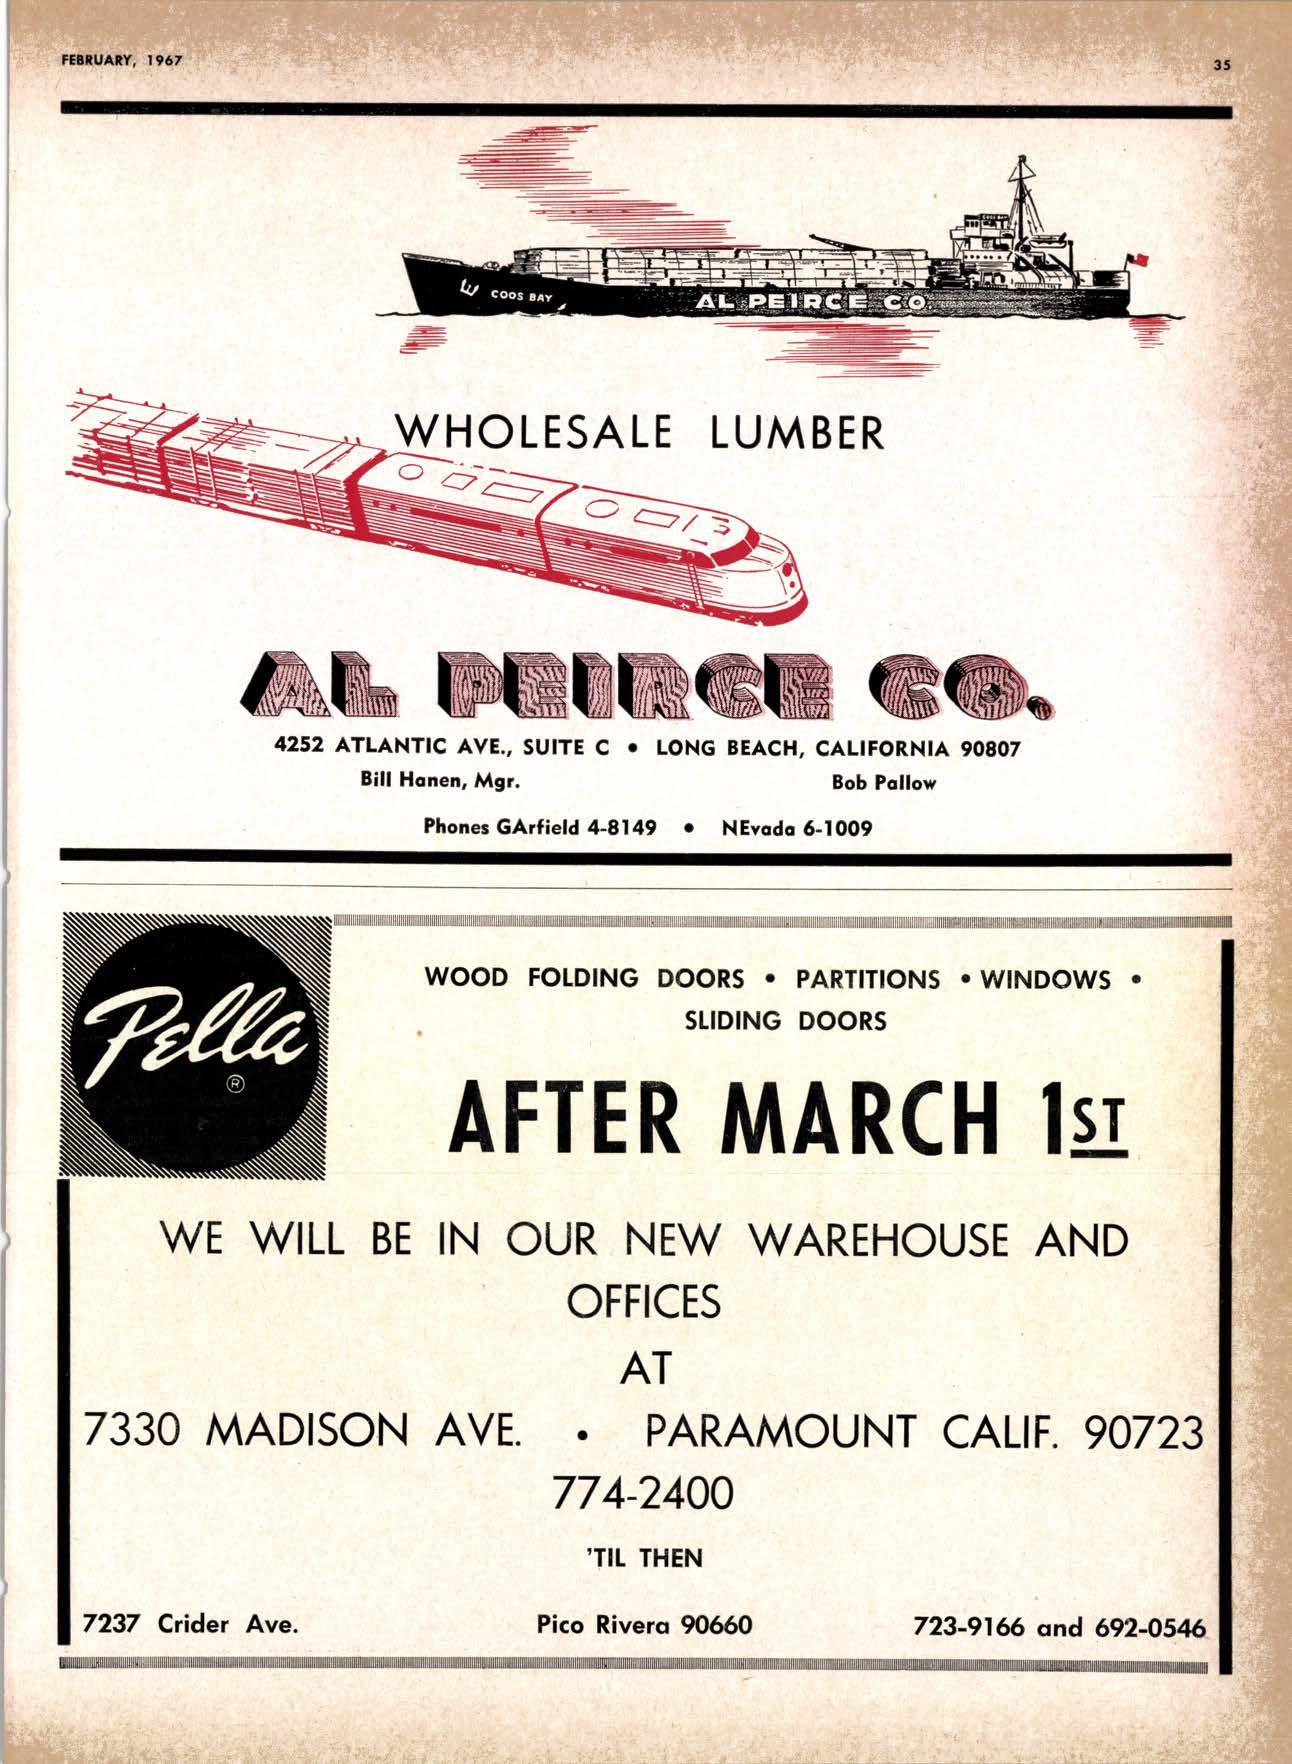 FEBRUARY, 1967
35
COOS BAY
COOS BAY
AL PEIRCE CO.
WHOLESALE LUMBER
AL PEIRCE CO.
4252 ATLANTIC AVE., SUITE C • LONG BEACH, CALIFORNIA 90807
Bill Hanen, Mgr. Bob Pallow
Phones GArfield 4-8149 • NEvada 6-1009
Pella
®
WOOD FOLDING DOORS • PARTITIONS • WINDOWS •
SLIDING DOORS
AFTER MARCH 1ST
WE WILL BE IN OUR NEW WAREHOUSE AND
OFFICES
AT
7330 MADISON AVE. • PARAMOUNT CALIF. 90723
774-2400
'TIL THEN
7237 Crider Ave. Pico Rivera 90660 723-9166 and 692-0546